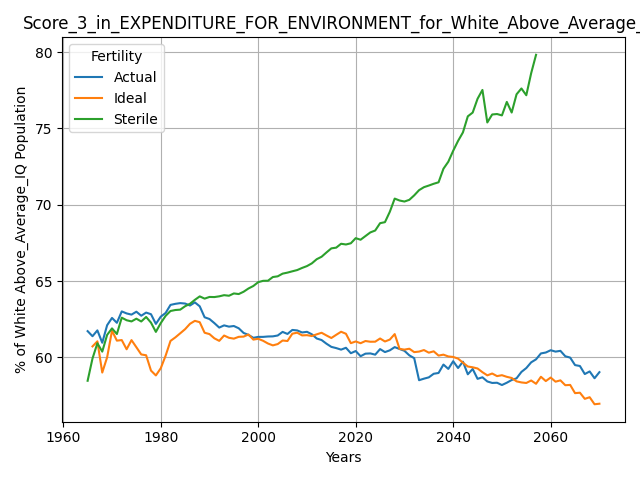 Score_3_in_EXPENDITURE_FOR_ENVIRONMENT_for_White_Above_Average_
Fertility
Actual
Ideal
Sterile
% of White Above_Average_IQ Population
80
75
70
65
60
1960 1980 2000 2020 2040 2060
Years